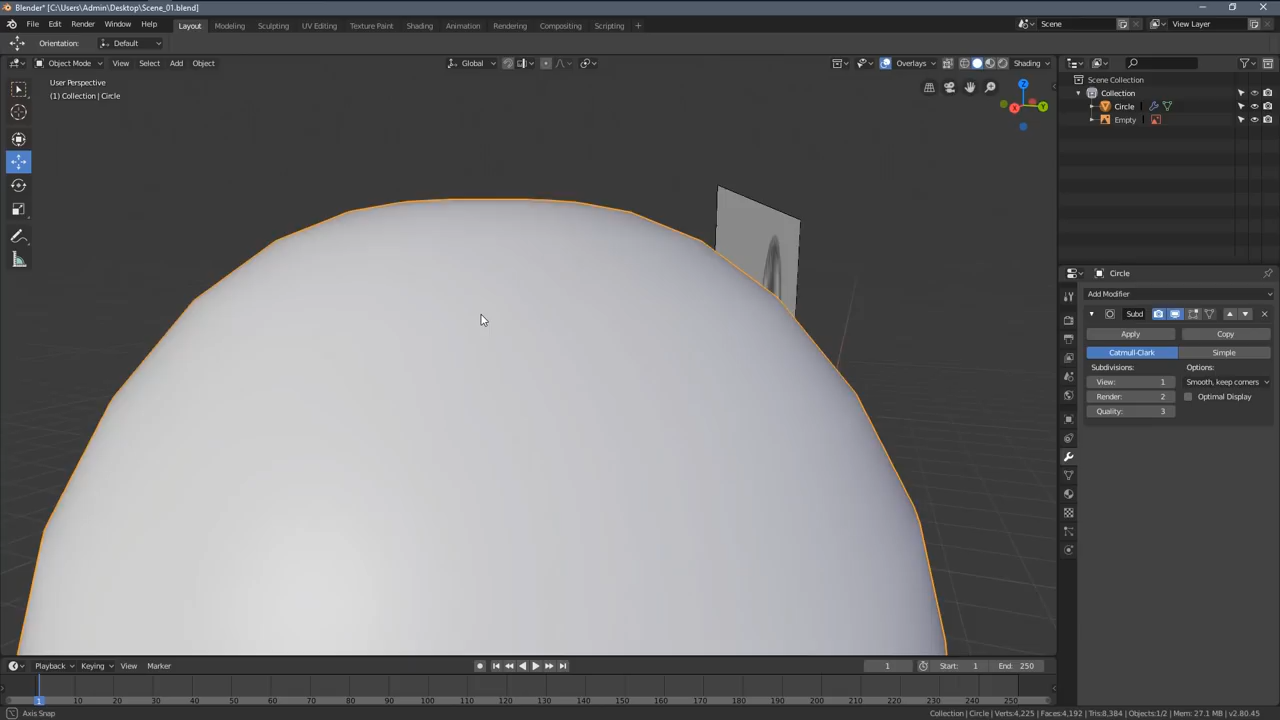 Blender* [C:\Users\Admin\Desktop\Scene_01.blend]
File Edit Render Window Help Layout Modeling Sculpting UV Editing Texture Paint Shading Animation Rendering Compositing Scripting + Scene View Layer
Orientation: Default
Object Mode View Select Add Object Global Overlays Shading
User Perspective
(1) Collection | Circle
Z
X
Y
Scene Collection
Collection
Circle
Empty
Circle
Add Modifier
Subd
Apply Copy
Catmull-Clark Simple
Subdivisions: Options:
View: 1 Smooth, keep corners
Render: 2 Optimal Display
Quality: 3
Playback Keying View Marker 1 Start: 1 End: 250
1 10 20 30 40 50 60 70 80 90 100 110 120 130 140 150 160 170 180 190 200 210 220 230 240 250
Axis Snap Collection | Circle | Verts:4,225 | Faces:4,192 | Tris:8,384 | Objects:1/2 | Mem: 27.1 MB | v2.80.45